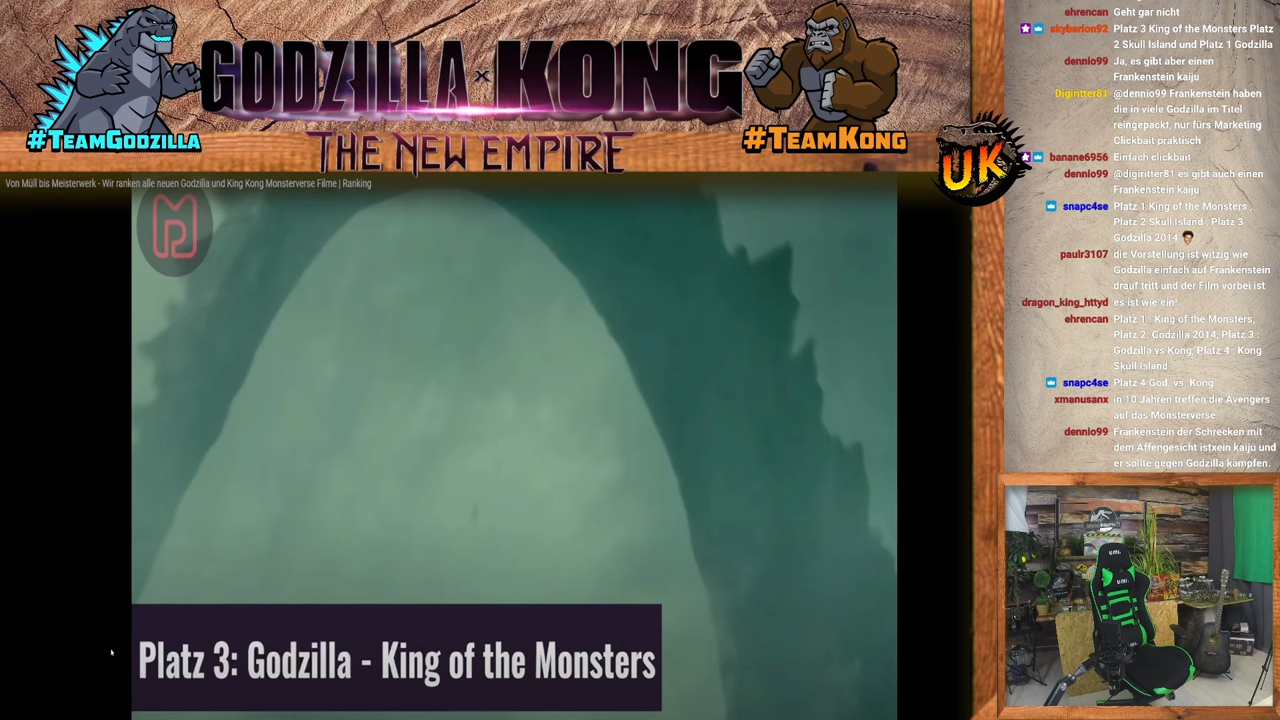 GODZILLA x KONG
THE NEW EMPIRE
#TEAMGODZILLA
#TEAMKONG
UK
Von Müll bis Meisterwerk - Wir ranken alle neuen Godzilla und King Kong Monsterverse Filme | Ranking
Platz 3: Godzilla - King of the Monsters
ehrencan Geht gar nicht
skybarion92 Platz 3 King of the Monsters Platz
2 Skull Island und Platz 1 Godzilla
dennio99 Ja, es gibt aber einen
Frankenstein kaiju
Digiritter81 @dennio99 Frankenstein haben
die in viele Godzilla im Titel
reingepackt, nur fürs Marketing
Clickbait praktisch
banane6956 Einfach clickbait
dennio99 @digiritter81 es gibt auch einen
Frankenstein kaiju
snapc4se Platz 1 King of the Monsters ,
Platz 2 Skull Island , Platz 3
Godzilla 2014
paulr3107 die Vorstellung ist witzig wie
Godzilla einfach auf Frankenstein
drauf tritt und der Film vorbei ist
dragon_king_httyd es ist wie ein!
ehrencan Platz 1 : King of the Monsters,
Platz 2: Godzilla 2014, Platz 3 :
Godzilla vs Kong, Platz 4 : Kong
Skull Island
snapc4se Platz 4 God. vs. Kong
xmanusanx in 10 Jahren treffen die Avengers
auf das Monsterverse
dennio99 Frankenstein der Schrecken mit
dem Affengesicht istxein kaiju und
er sollte gegen Godzilla kämpfen.
umi.
umi.